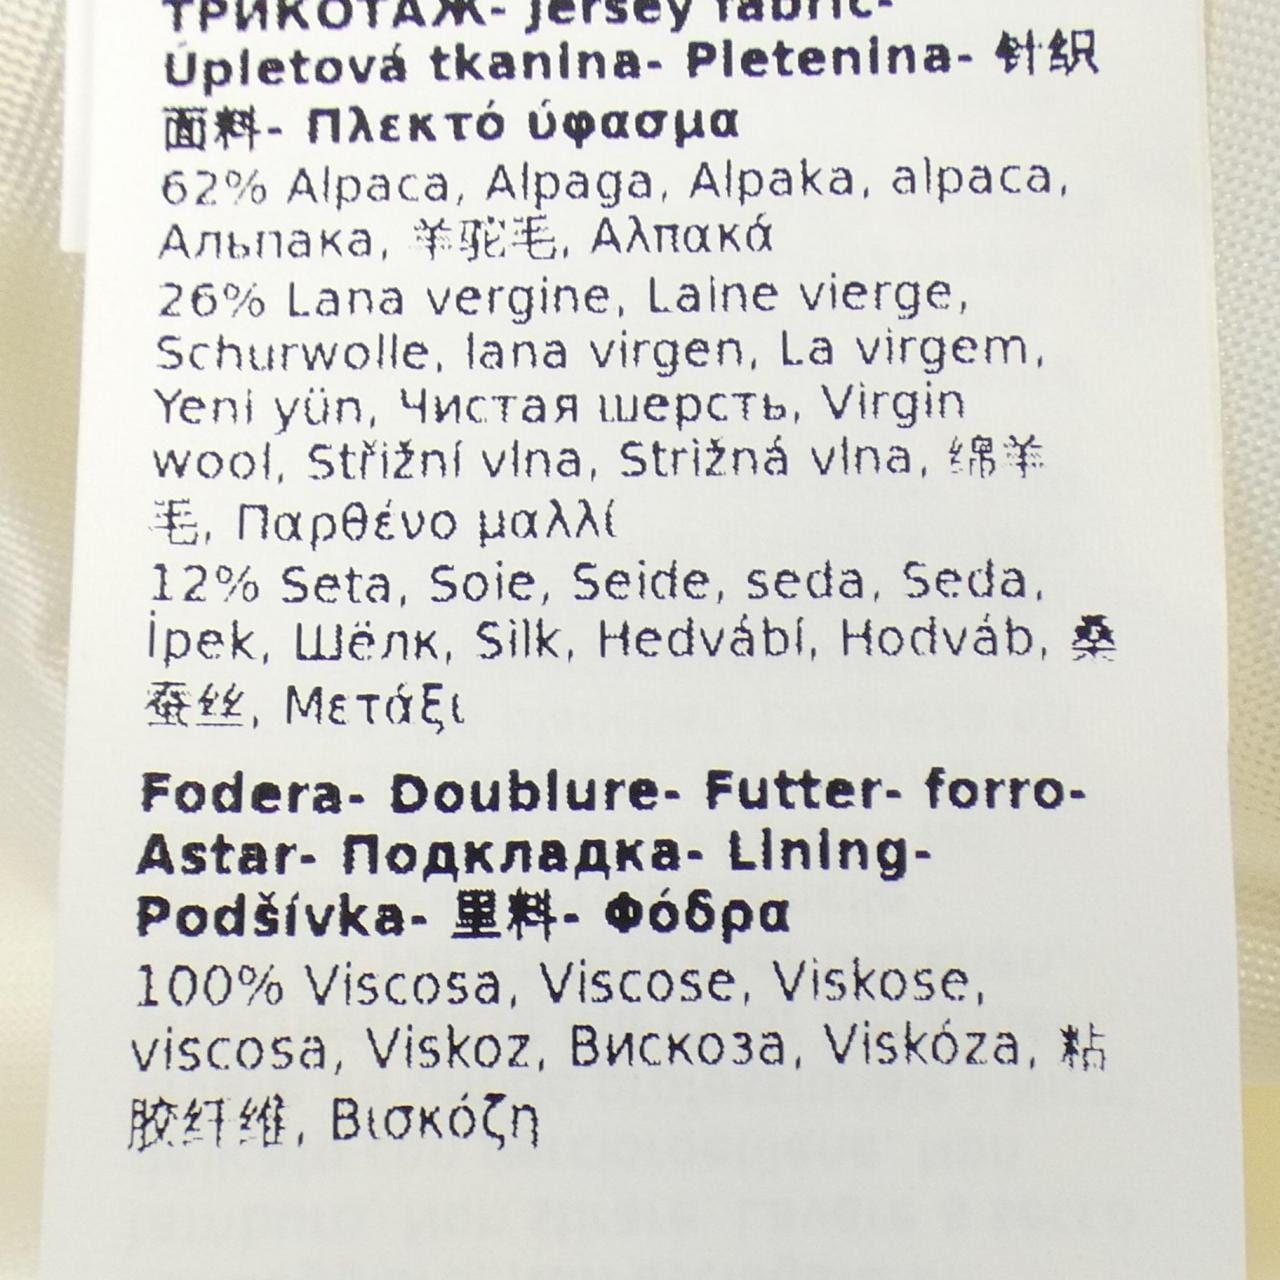 ТРИКОТАЖ- Jersey fabric-
Úpletová tkanina- Pletenina- 针织
面料- Πλεκτό ύφασμα
62% Alpaca, Alpaga, Alpaka, alpaca,
Альпака, 羊驼毛, Αλπακά
26% Lana vergine, Laine vierge,
Schurwolle, lana virgen, La virgem,
Yeni yün, Чистая шерсть, Virgin
wool, Střižní vlna, Strižná vlna, 绵羊
毛, Παρθένο μαλλί
12% Seta, Soie, Seide, seda, Seda,
İpek, Шёлк, Silk, Hedvábí, Hodváb, 桑
蚕丝, Μετάξι
Fodera- Doublure- Futter- forro-
Astar- Подкладка- Lining-
Podšívka- 里料- Φόδρα
100% Viscosa, Viscose, Viskose,
viscosa, Viskoz, Вискоза, Viskóza, 粘
胶纤维, Βισκόζη